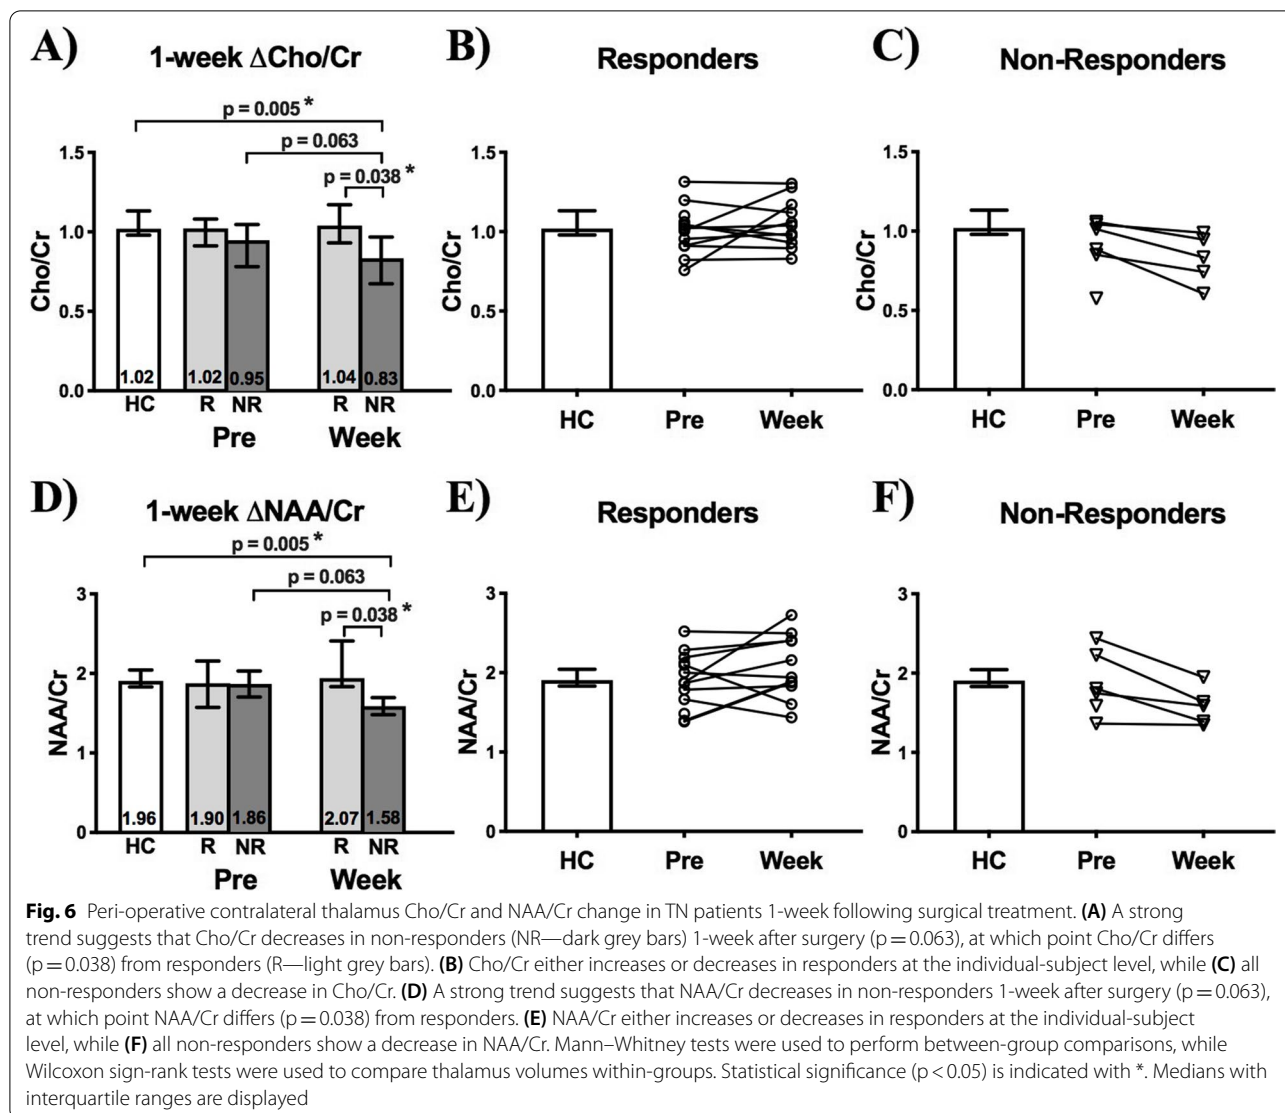 A)
1-week ΔCho/Cr
p = 0.005 *
p = 0.063
p = 0.038 *
1.5
1.0
0.5
0.0
Cho/Cr
1.02
1.02
0.95
1.04
0.83
HC
R
NR
R
NR
Pre
Week
B)
Responders
1.5
1.0
0.5
0.0
Cho/Cr
HC
Pre
Week
C)
Non-Responders
1.5
1.0
0.5
0.0
Cho/Cr
HC
Pre
Week
D)
1-week ΔNAA/Cr
p = 0.005 *
p = 0.063
p = 0.038 *
3
2
1
0
NAA/Cr
1.96
1.90
1.86
2.07
1.58
HC
R
NR
R
NR
Pre
Week
E)
Responders
3
2
1
0
NAA/Cr
HC
Pre
Week
F)
Non-Responders
3
2
1
0
NAA/Cr
HC
Pre
Week
Fig. 6 Peri-operative contralateral thalamus Cho/Cr and NAA/Cr change in TN patients 1-week following surgical treatment. (A) A strong
trend suggests that Cho/Cr decreases in non-responders (NR—dark grey bars) 1-week after surgery (p = 0.063), at which point Cho/Cr differs
(p = 0.038) from responders (R—light grey bars). (B) Cho/Cr either increases or decreases in responders at the individual-subject level, while (C) all
non-responders show a decrease in Cho/Cr. (D) A strong trend suggests that NAA/Cr decreases in non-responders 1-week after surgery (p = 0.063),
at which point NAA/Cr differs (p = 0.038) from responders. (E) NAA/Cr either increases or decreases in responders at the individual-subject
level, while (F) all non-responders show a decrease in NAA/Cr. Mann–Whitney tests were used to perform between-group comparisons, while
Wilcoxon sign-rank tests were used to compare thalamus volumes within-groups. Statistical significance (p < 0.05) is indicated with *. Medians with
interquartile ranges are displayed